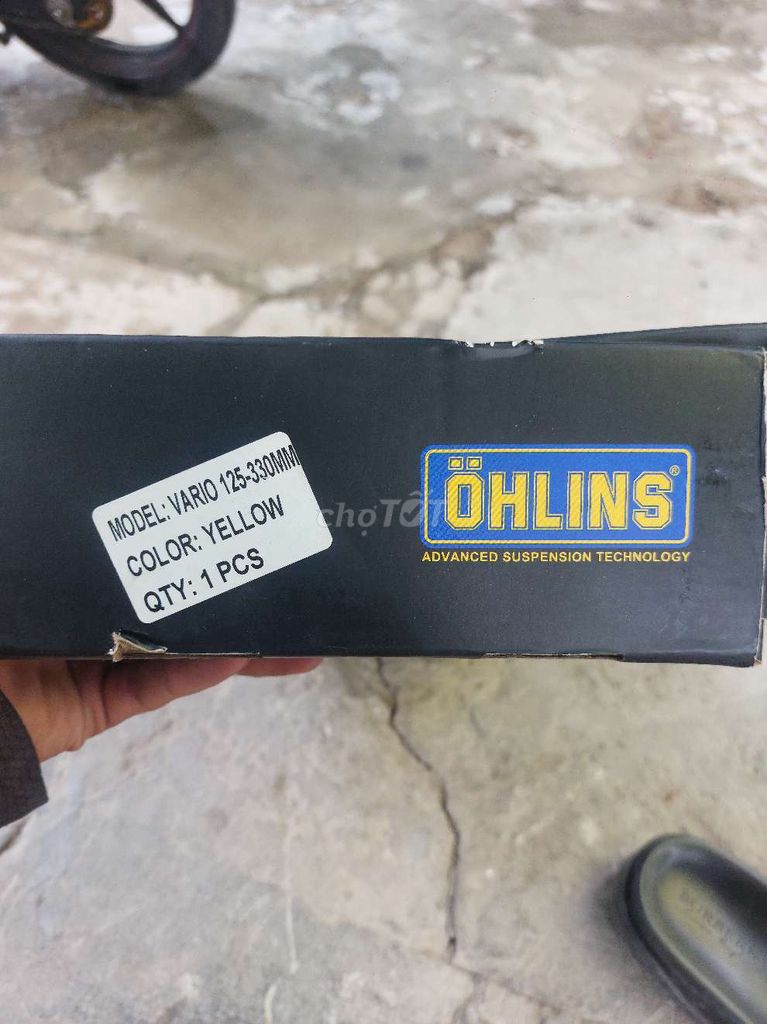 MODEL: VARIO 125-330MM
COLOR: YELLOW
QTY: 1 PCS
ÖHLINS®
ADVANCED SUSPENSION TECHNOLOGY
chợTỐT